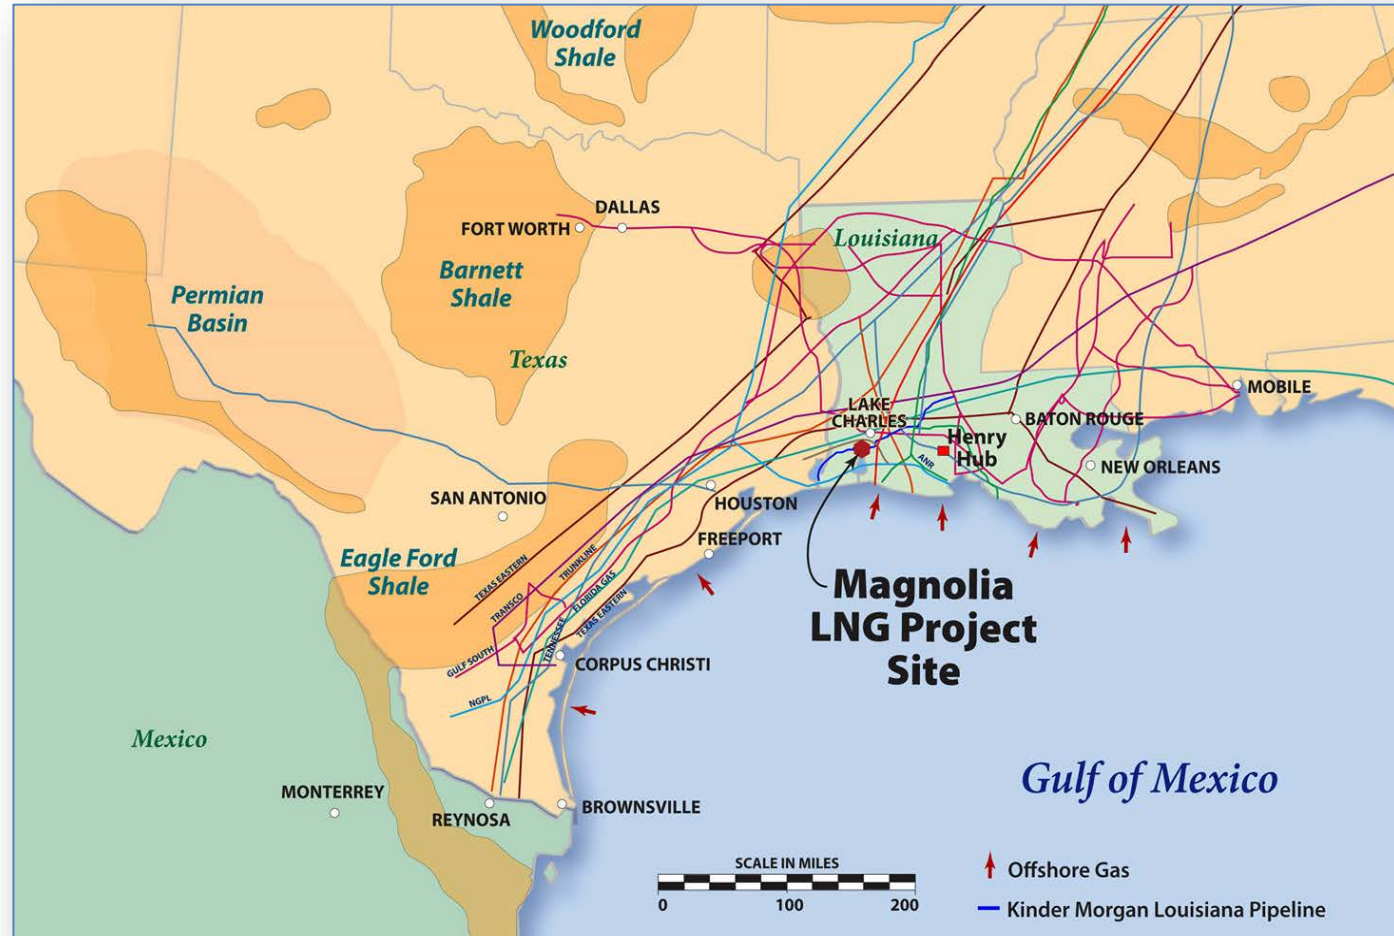 Woodford
Shale
DALLAS
FORT WORTH
Louisiana
Barnett
Shale
Permian
Basin
Texas
MOBILE
LAKE
CHARLES
BATON ROUGE
Henry
Hub
ANR
NEW ORLEANS
SAN ANTONIO
HOUSTON
FREEPORT
Eagle Ford
Shale
TEXAS EASTERN
TRUNKLINE
TRANSCO
FLORIDA GAS
TEXAS EASTERN
TENNESSEE
GULF SOUTH
NGPL
Magnolia
LNG Project
Site
CORPUS CHRISTI
Mexico
Gulf of Mexico
MONTERREY
REYNOSA
BROWNSVILLE
SCALE IN MILES
0 100 200
Offshore Gas
Kinder Morgan Louisiana Pipeline